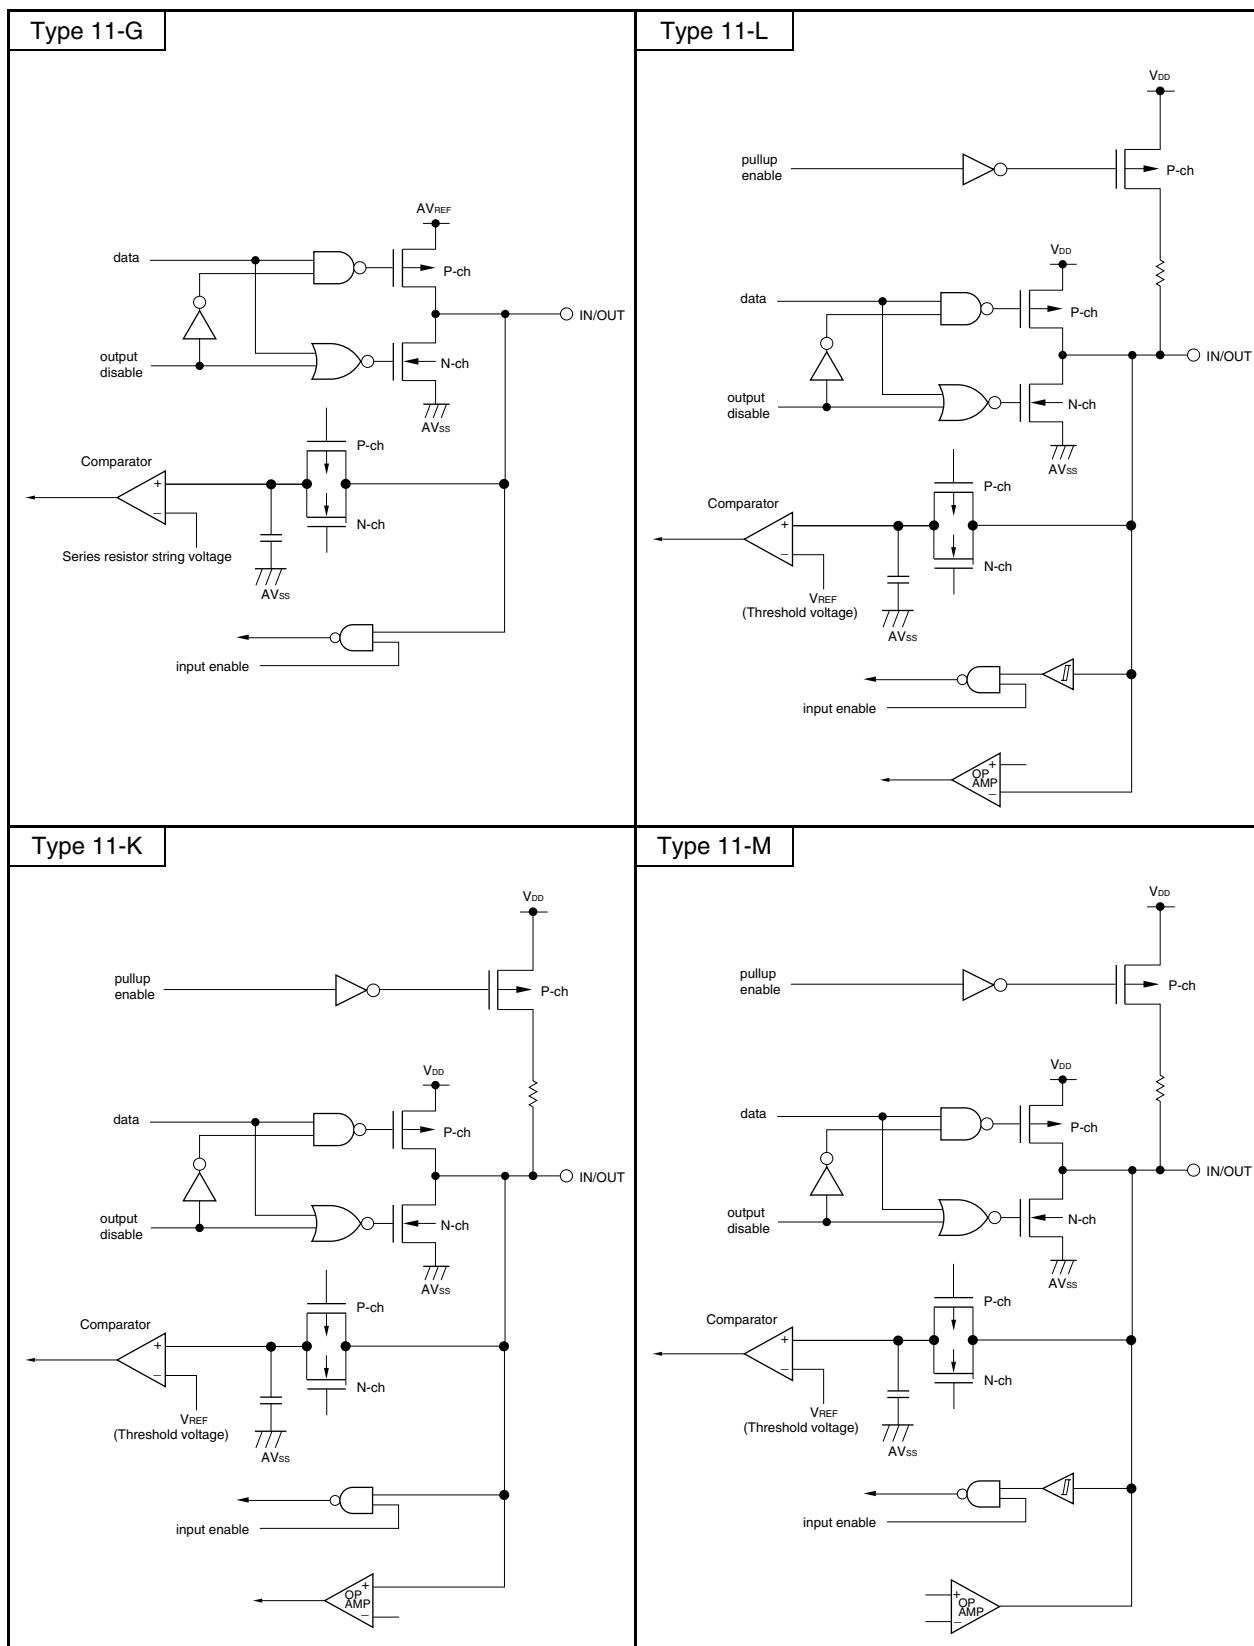 Type 11-G
AVREF
data
P-ch
IN/OUT
output
disable
N-ch
AVSS
P-ch
Comparator
+
–
N-ch
Series resistor string voltage
AVSS
input enable
Type 11-L
VDD
pullup
enable
P-ch
VDD
data
P-ch
IN/OUT
output
disable
N-ch
AVSS
P-ch
Comparator
+
–
N-ch
VREF
(Threshold voltage)
AVSS
input enable
+
OP
AMP
–
Type 11-K
VDD
pullup
enable
P-ch
VDD
data
P-ch
IN/OUT
output
disable
N-ch
AVSS
P-ch
Comparator
+
–
N-ch
VREF
(Threshold voltage)
AVSS
input enable
+
OP
AMP
–
Type 11-M
VDD
pullup
enable
P-ch
VDD
data
P-ch
IN/OUT
output
disable
N-ch
AVSS
P-ch
Comparator
+
–
N-ch
VREF
(Threshold voltage)
AVSS
input enable
+
OP
AMP
–